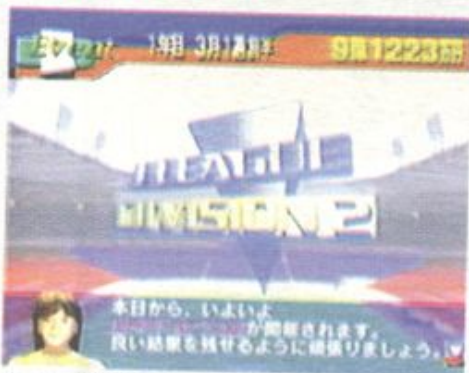 Event 1年目 3月1週前半 9億1223万円
J.LEAGUE
DIVISION 2
本日から、いよいよ
が開催されます。
良い結果を残せるように頑張りましょう。